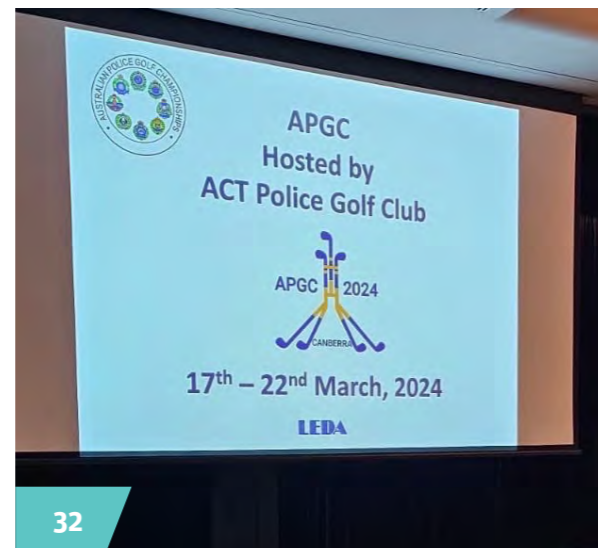 AUSTRALIAN POLICE GOLF CHAMPIONSHIPS
APGC
Hosted by
ACT Police Golf Club
APGC 2024
CANBERRA
17th – 22nd March, 2024
LEDA
32